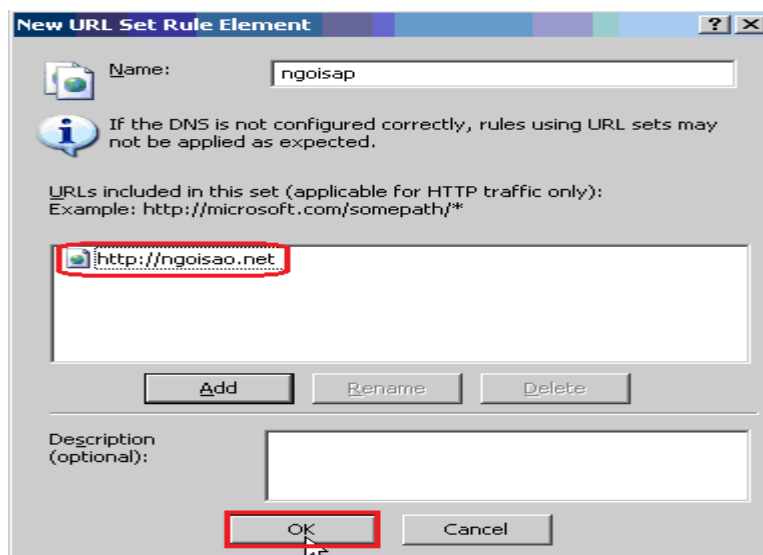 New URL Set Rule Element
Name:
ngoisap
If the DNS is not configured correctly, rules using URL sets may
not be applied as expected.
URLs included in this set (applicable for HTTP traffic only):
Example: http://microsoft.com/somepath/*
http://ngoisao.net
Add Rename Delete
Description
(optional):
OK Cancel